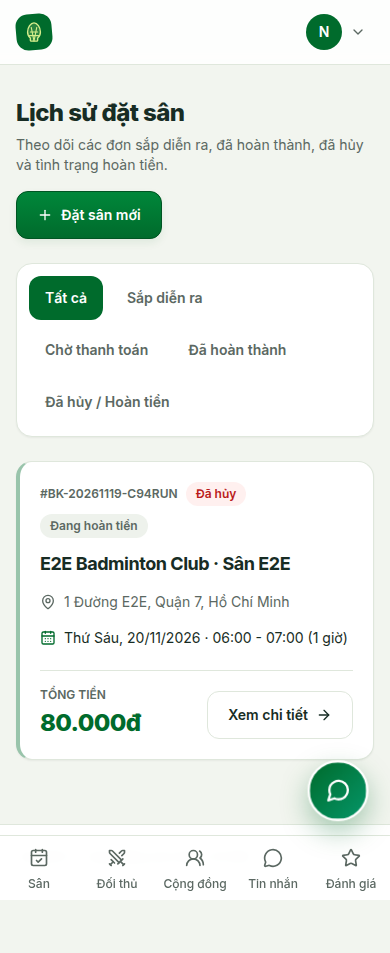 N
Lịch sử đặt sân
Theo dõi các đơn sắp diễn ra, đã hoàn thành, đã hủy
và tình trạng hoàn tiền.
Đặt sân mới
Tất cả Sắp diễn ra
Chờ thanh toán Đã hoàn thành
Đã hủy / Hoàn tiền
#BK-20261119-C94RUN Đã hủy
Đang hoàn tiền
E2E Badminton Club · Sân E2E
1 Đường E2E, Quận 7, Hồ Chí Minh
Thứ Sáu, 20/11/2026 · 06:00 - 07:00 (1 giờ)
TỔNG TIỀN
80.000đ
Xem chi tiết
Sân Đối thủ Cộng đồng Tin nhắn Đánh giá